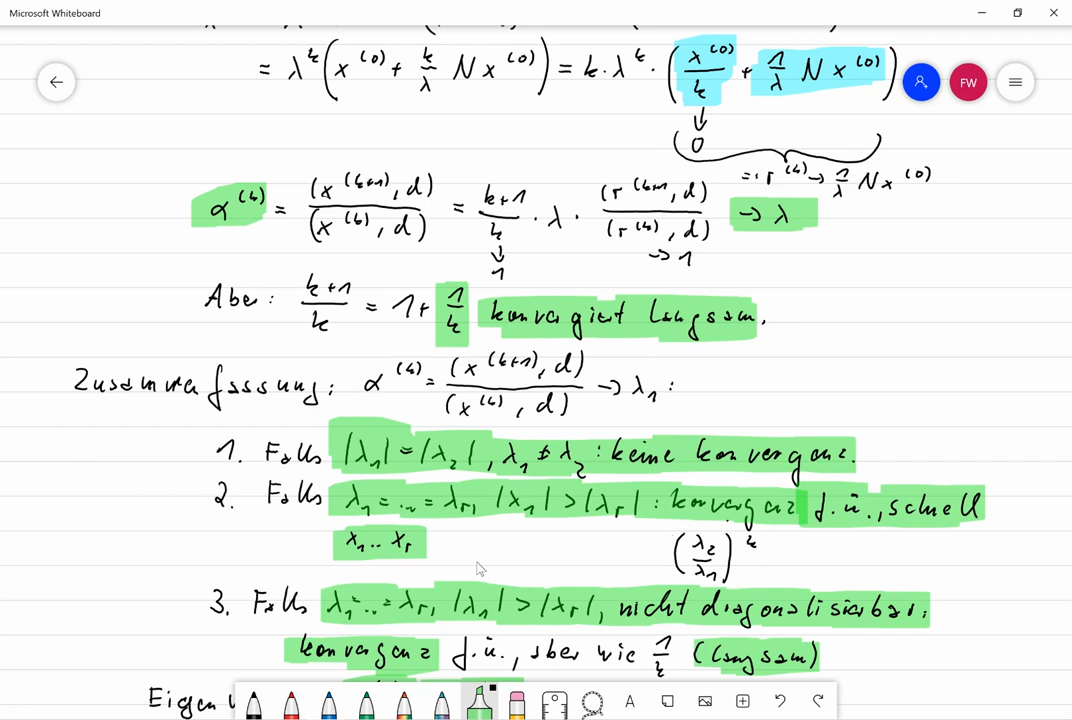 Microsoft Whiteboard
= λ^k (x^(0) + k/λ N x^(0)) = k · λ^k · (x^(0)/k + 1/λ N x^(0))
↓
0
=: r^(k) → 1/λ N x^(0)
FW
α^(k) = (x^(k+1), d) / (x^(k), d) = (k+1)/k · λ · (r^(k+1), d) / (r^(k), d) → λ
↓ → 1
1
Aber: (k+1)/k = 1 + 1/k konvergiert langsam.
Zusammenfassung: α^(k) = (x^(k+1), d) / (x^(k), d) → λ_1 :
1. Falls |λ_1| = |λ_2|, λ_1 ≠ λ_2 : keine Konvergenz.
2. Falls λ_1 = .. = λ_r, |λ_1| > |λ_r| : Konvergenz f.ü., schnell
x_1 .. x_r (λ_2/λ_1)^k
3. Falls λ_1 = .. = λ_r, |λ_1| > |λ_r|, nicht diagonalisierbar:
Konvergenz f.ü., aber wie 1/k (langsam)
Eigen
A